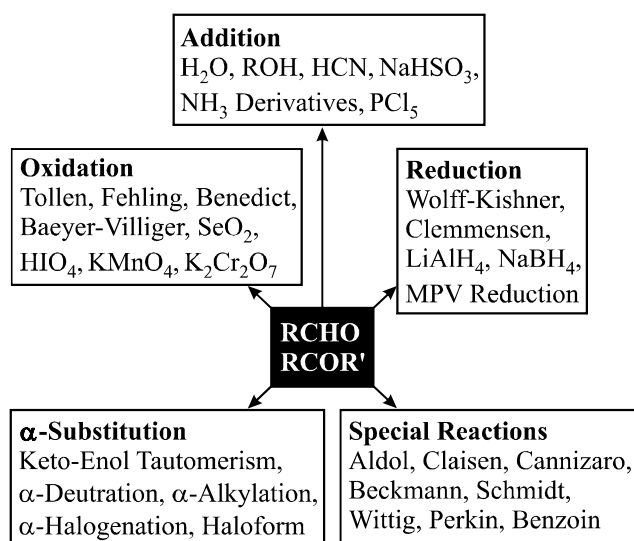 Addition
H₂O, ROH, HCN, NaHSO₃,
NH₃ Derivatives, PCl₅
Oxidation
Tollen, Fehling, Benedict,
Baeyer-Villiger, SeO₂,
HIO₄, KMnO₄, K₂Cr₂O₇
Reduction
Wolff-Kishner,
Clemmensen,
LiAlH₄, NaBH₄,
MPV Reduction
RCHO
RCOR'
α-Substitution
Keto-Enol Tautomerism,
α-Deutration, α-Alkylation,
α-Halogenation, Haloform
Special Reactions
Aldol, Claisen, Cannizaro,
Beckmann, Schmidt,
Wittig, Perkin, Benzoin